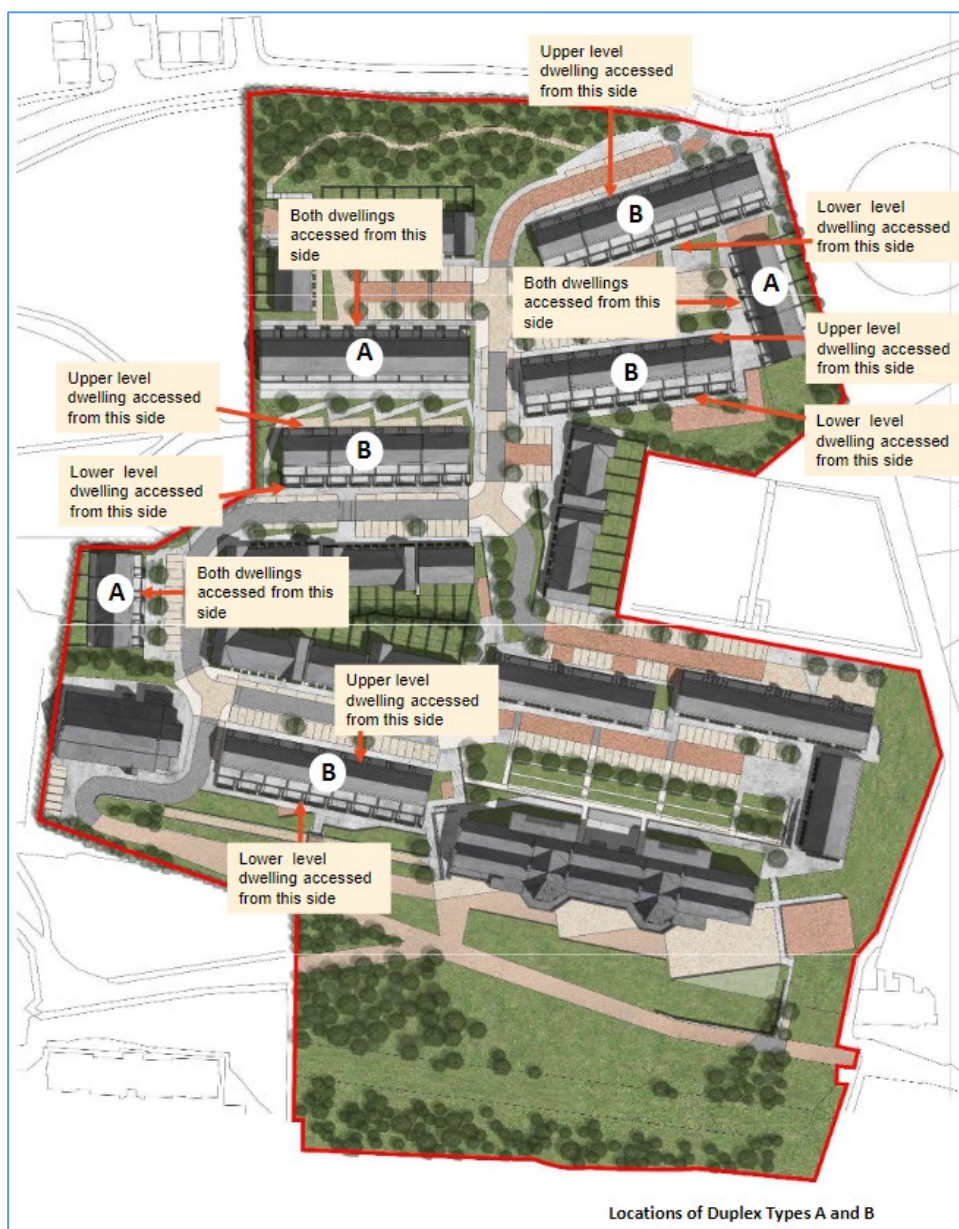 Upper level
dwelling accessed
from this side
B
Both dwellings
accessed from this
side
Lower level
dwelling accessed
from this side
Both dwellings
accessed from this
side
A
A
Upper level
dwelling accessed
from this side
B
Upper level
dwelling accessed
from this side
Lower level
dwelling accessed
from this side
B
Lower level
dwelling accessed
from this side
A
Both dwellings
accessed from this
side
Upper level
dwelling accessed
from this side
B
Lower level
dwelling accessed
from this side
Locations of Duplex Types A and B